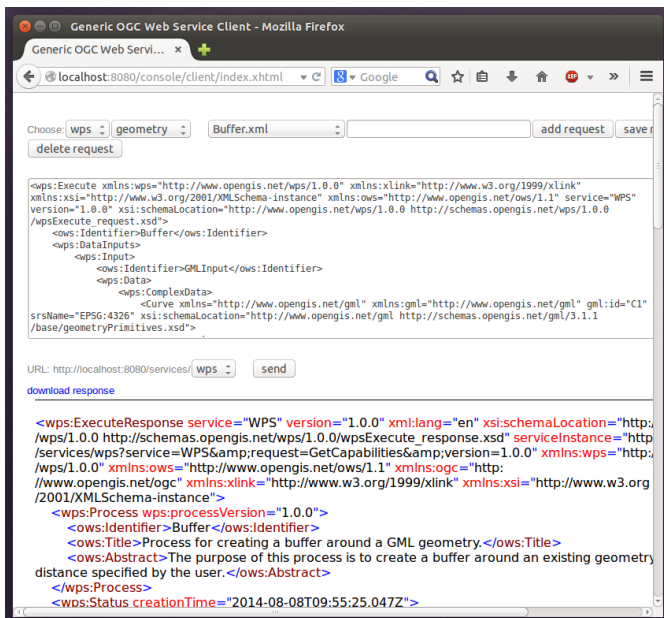 Generic OGC Web Service Client - Mozilla Firefox
Generic OGC Web Servi... ×
localhost:8080/console/client/index.xhtml Google
Choose: wps geometry Buffer.xml add request save r
delete request
<wps:Execute xmlns:wps="http://www.opengis.net/wps/1.0.0" xmlns:xlink="http://www.w3.org/1999/xlink"
xmlns:xsi="http://www.w3.org/2001/XMLSchema-instance" xmlns:ows="http://www.opengis.net/ows/1.1" service="WPS"
version="1.0.0" xsi:schemaLocation="http://www.opengis.net/wps/1.0.0 http://schemas.opengis.net/wps/1.0.0
/wpsExecute_request.xsd">
<ows:Identifier>Buffer</ows:Identifier>
<wps:DataInputs>
<wps:Input>
<ows:Identifier>GMLInput</ows:Identifier>
<wps:Data>
<wps:ComplexData>
<Curve xmlns="http://www.opengis.net/gml" xmlns:gml="http://www.opengis.net/gml" gml:id="C1"
srsName="EPSG:4326" xsi:schemaLocation="http://www.opengis.net/gml http://schemas.opengis.net/gml/3.1.1
/base/geometryPrimitives.xsd">
URL: http://localhost:8080/services/ wps send
download response
<wps:ExecuteResponse service="WPS" version="1.0.0" xml:lang="en" xsi:schemaLocation="http:/
/wps/1.0.0 http://schemas.opengis.net/wps/1.0.0/wpsExecute_response.xsd" serviceInstance="http
/services/wps?service=WPS&amp;request=GetCapabilities&amp;version=1.0.0" xmlns:wps="http:/
/wps/1.0.0" xmlns:ows="http://www.opengis.net/ows/1.1" xmlns:ogc="http:
//www.opengis.net/ogc" xmlns:xlink="http://www.w3.org/1999/xlink" xmlns:xsi="http://www.w3.org
/2001/XMLSchema-instance">
<wps:Process wps:processVersion="1.0.0">
<ows:Identifier>Buffer</ows:Identifier>
<ows:Title>Process for creating a buffer around a GML geometry.</ows:Title>
<ows:Abstract>The purpose of this process is to create a buffer around an existing geometry
distance specified by the user.</ows:Abstract>
</wps:Process>
<wps:Status creationTime="2014-08-08T09:55:25.047Z">